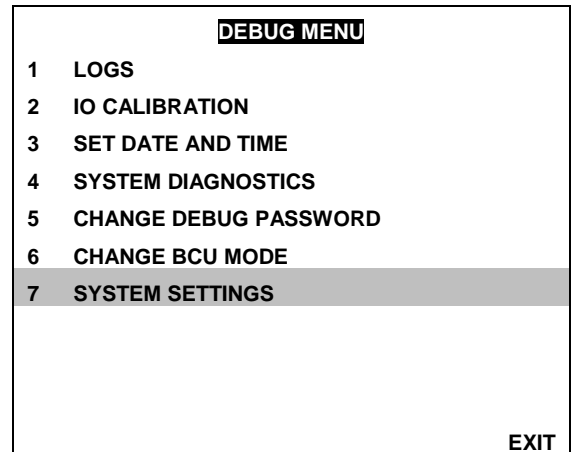 DEBUG MENU
1 LOGS
2 IO CALIBRATION
3 SET DATE AND TIME
4 SYSTEM DIAGNOSTICS
5 CHANGE DEBUG PASSWORD
6 CHANGE BCU MODE
7 SYSTEM SETTINGS
EXIT